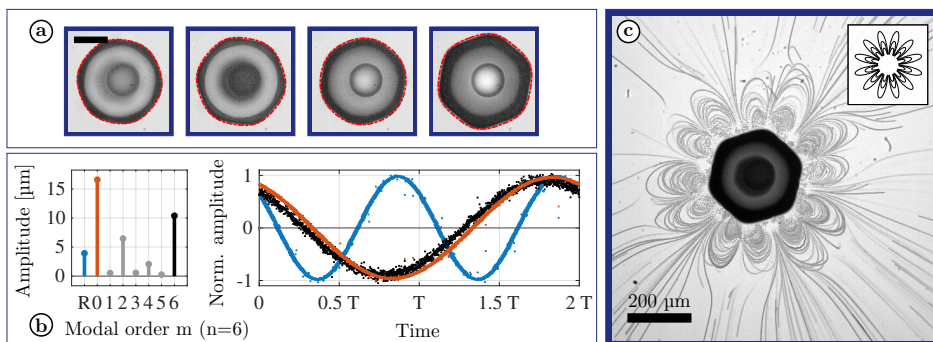 a
c
b
Amplitude [µm]
15
10
5
0
R 0 1 2 3 4 5 6
Modal order m (n=6)
Norm. amplitude
1
0
-1
0
0.5 T
T
1.5 T
2 T
Time
200 µm